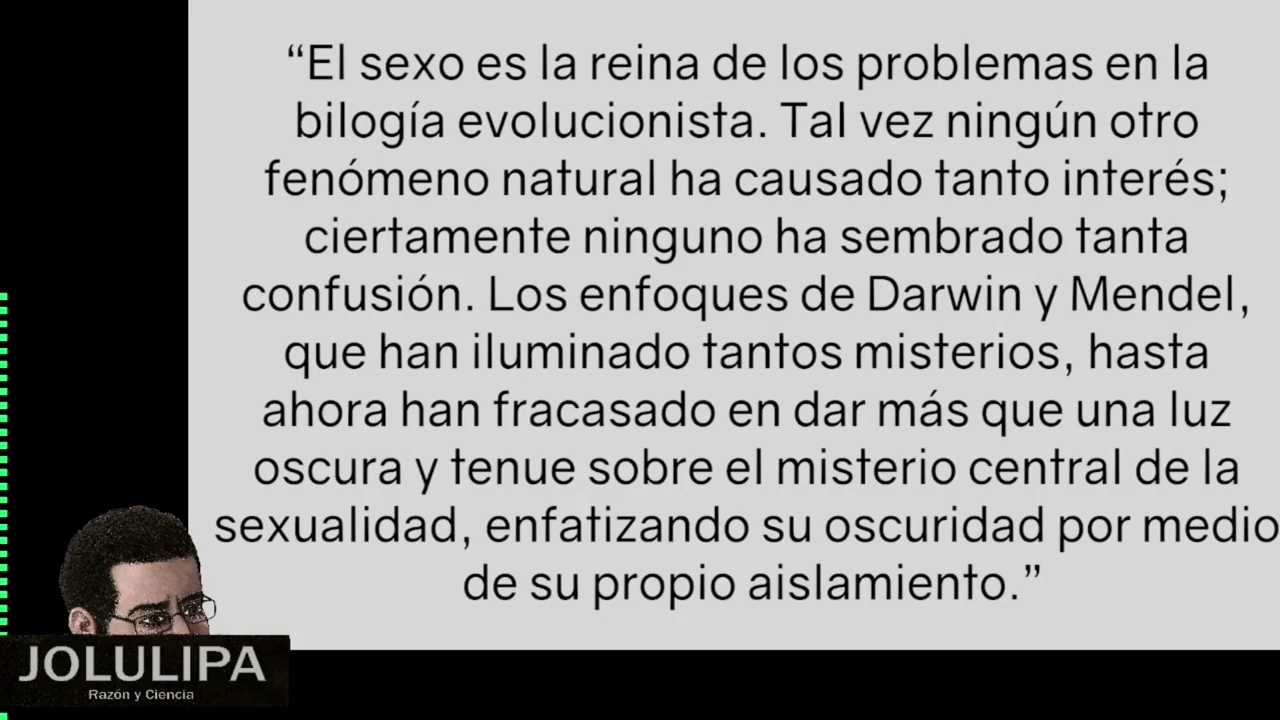 “El sexo es la reina de los problemas en la
bilogía evolucionista. Tal vez ningún otro
fenómeno natural ha causado tanto interés;
ciertamente ninguno ha sembrado tanta
confusión. Los enfoques de Darwin y Mendel,
que han iluminado tantos misterios, hasta
ahora han fracasado en dar más que una luz
oscura y tenue sobre el misterio central de la
sexualidad, enfatizando su oscuridad por medio
de su propio aislamiento.”
JOLULIPA
Razón y Ciencia